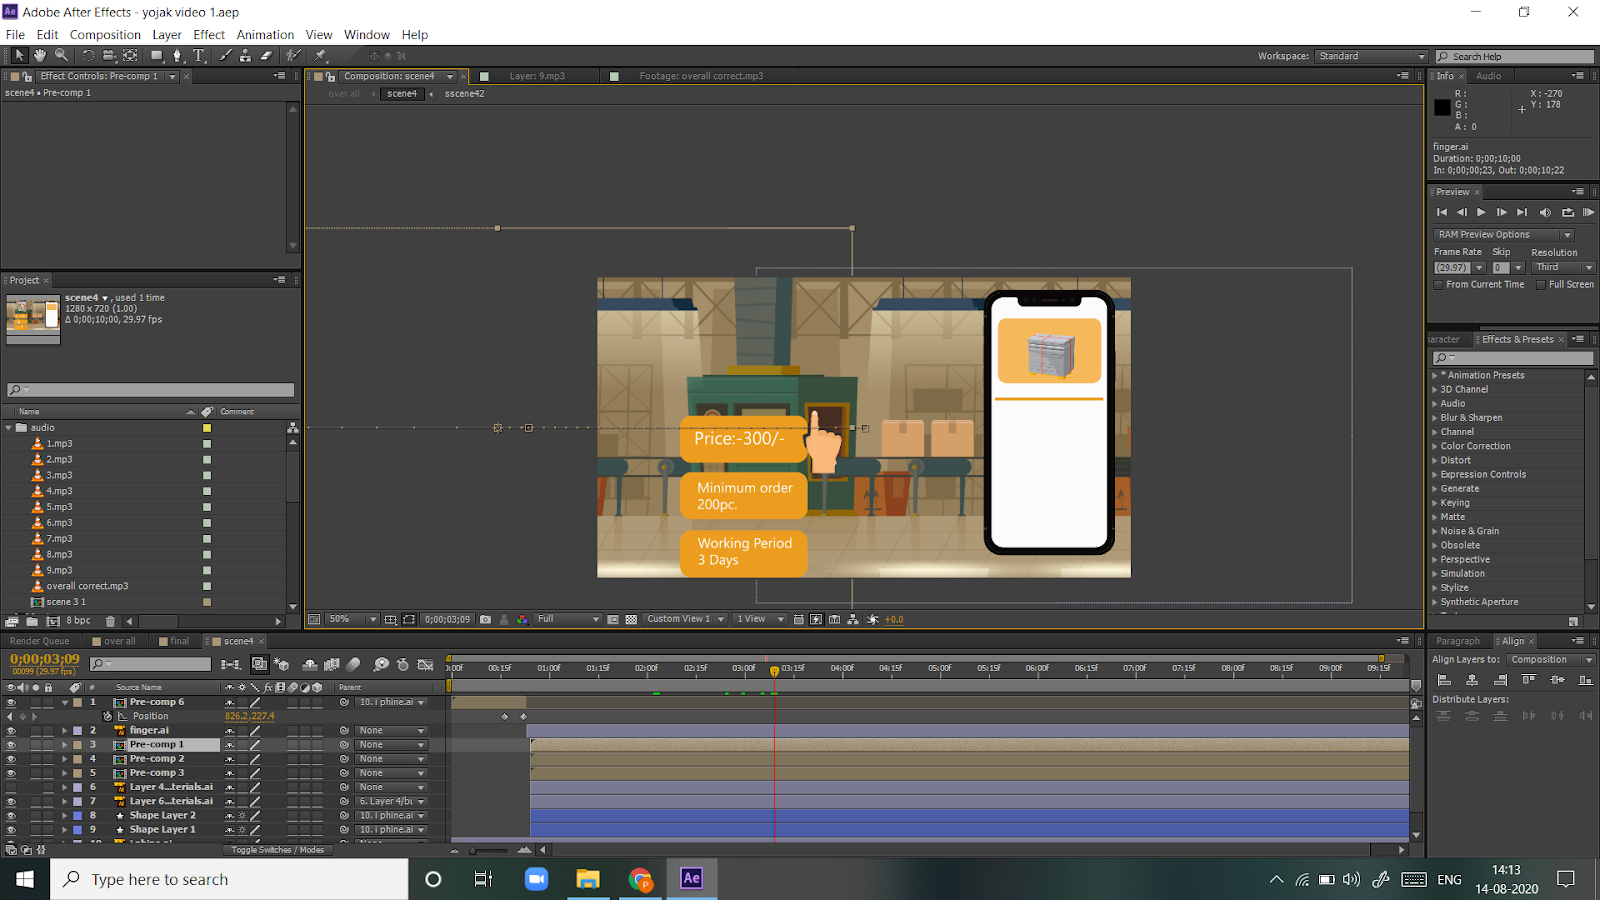 Adobe After Effects - yojak video 1.aep
File Edit Composition Layer Effect Animation View Window Help
Workspace: Standard
Search Help
Effect Controls: Pre-comp 1
scene4 • Pre-comp 1
Composition: scene4
Layer: 9.mp3
Footage: overall correct.mp3
over all
scene4
sscene42
Info Audio
R :
G :
B :
A : 0
X : -270
Y : 178
finger.ai
Duration: 0;00;10;00
In: 0;00;00;23, Out: 0;00;10;22
Preview
RAM Preview Options
Frame Rate Skip Resolution
(29.97) 0 Third
From Current Time Full Screen
aracter Effects & Presets
* Animation Presets
3D Channel
Audio
Blur & Sharpen
Channel
Color Correction
Distort
Expression Controls
Generate
Keying
Matte
Noise & Grain
Obsolete
Perspective
Simulation
Stylize
Synthetic Aperture
Project
scene4 , used 1 time
1280 x 720 (1.00)
Δ 0;00;10;00, 29.97 fps
Name Comment
audio
1.mp3
2.mp3
3.mp3
4.mp3
5.mp3
6.mp3
7.mp3
8.mp3
9.mp3
overall correct.mp3
scene 3 1
8 bpc
Price:-300/-
Minimum order
200pc.
Working Period
3 Days
50% 0;00;03;09 Full Custom View 1 1 View +0.0
Render Queue over all final scene4
0;00;03;09
00099 (29.97 fps)
:00f 00:15f 01:00f 01:15f 02:00f 02:15f 03:00f 03:15f 04:00f 04:15f 05:00f 05:15f 06:00f 06:15f 07:00f 07:15f 08:00f 08:15f 09:00f 09:15f
# Source Name fx Parent
1 Pre-comp 6 10. i phine.ai
Position 826.2,227.4
2 finger.ai None
3 Pre-comp 1 None
4 Pre-comp 2 None
5 Pre-comp 3 None
6 Layer 4...terials.ai None
7 Layer 6...terials.ai 6. Layer 4/bu
8 Shape Layer 2 10. i phine.ai
9 Shape Layer 1 10. i phine.ai
Toggle Switches / Modes
Paragraph Align
Align Layers to: Composition
Distribute Layers:
Type here to search
Ae
ENG
14:13
14-08-2020